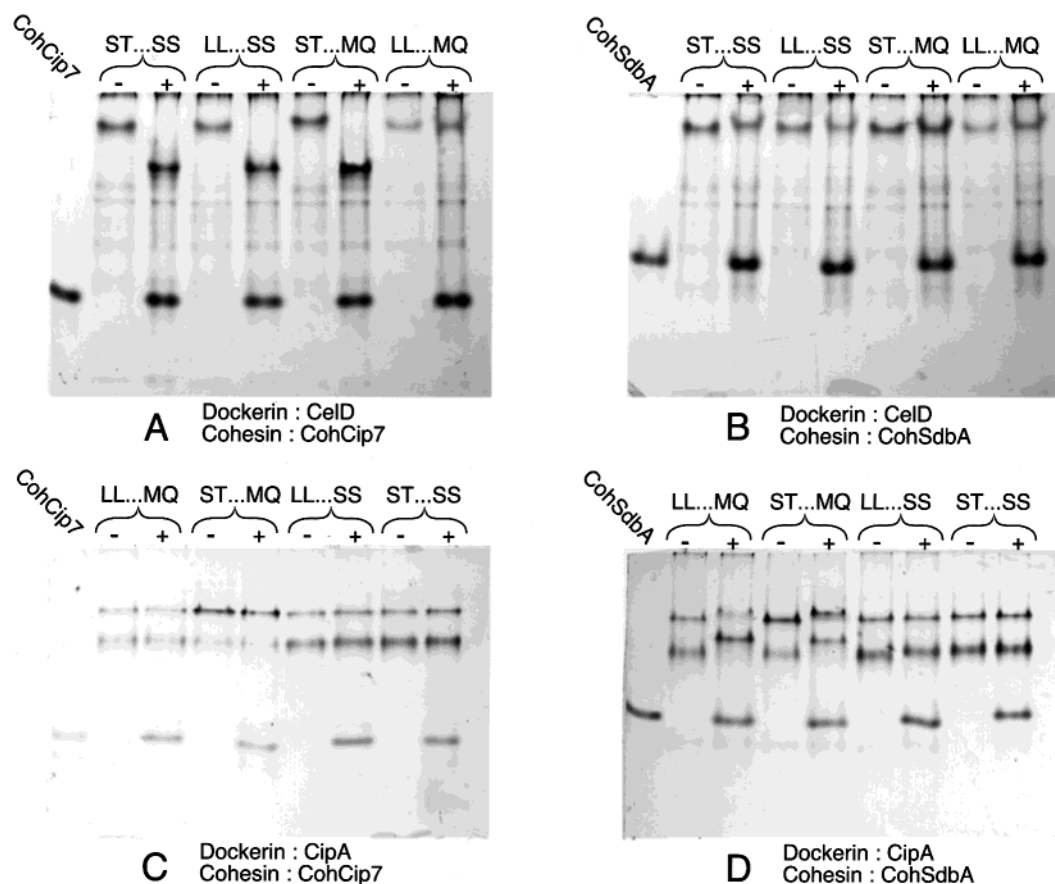 CohCip7
ST...SS LL...SS ST...MQ LL...MQ
- + - + - + - +
A
Dockerin : CelD
Cohesin : CohCip7
CohSdbA
ST...SS LL...SS ST...MQ LL...MQ
- + - + - + - +
B
Dockerin : CelD
Cohesin : CohSdbA
CohCip7
LL...MQ ST...MQ LL...SS ST...SS
- + - + - + - +
C
Dockerin : CipA
Cohesin : CohCip7
CohSdbA
LL...MQ ST...MQ LL...SS ST...SS
- + - + - + - +
D
Dockerin : CipA
Cohesin : CohSdbA